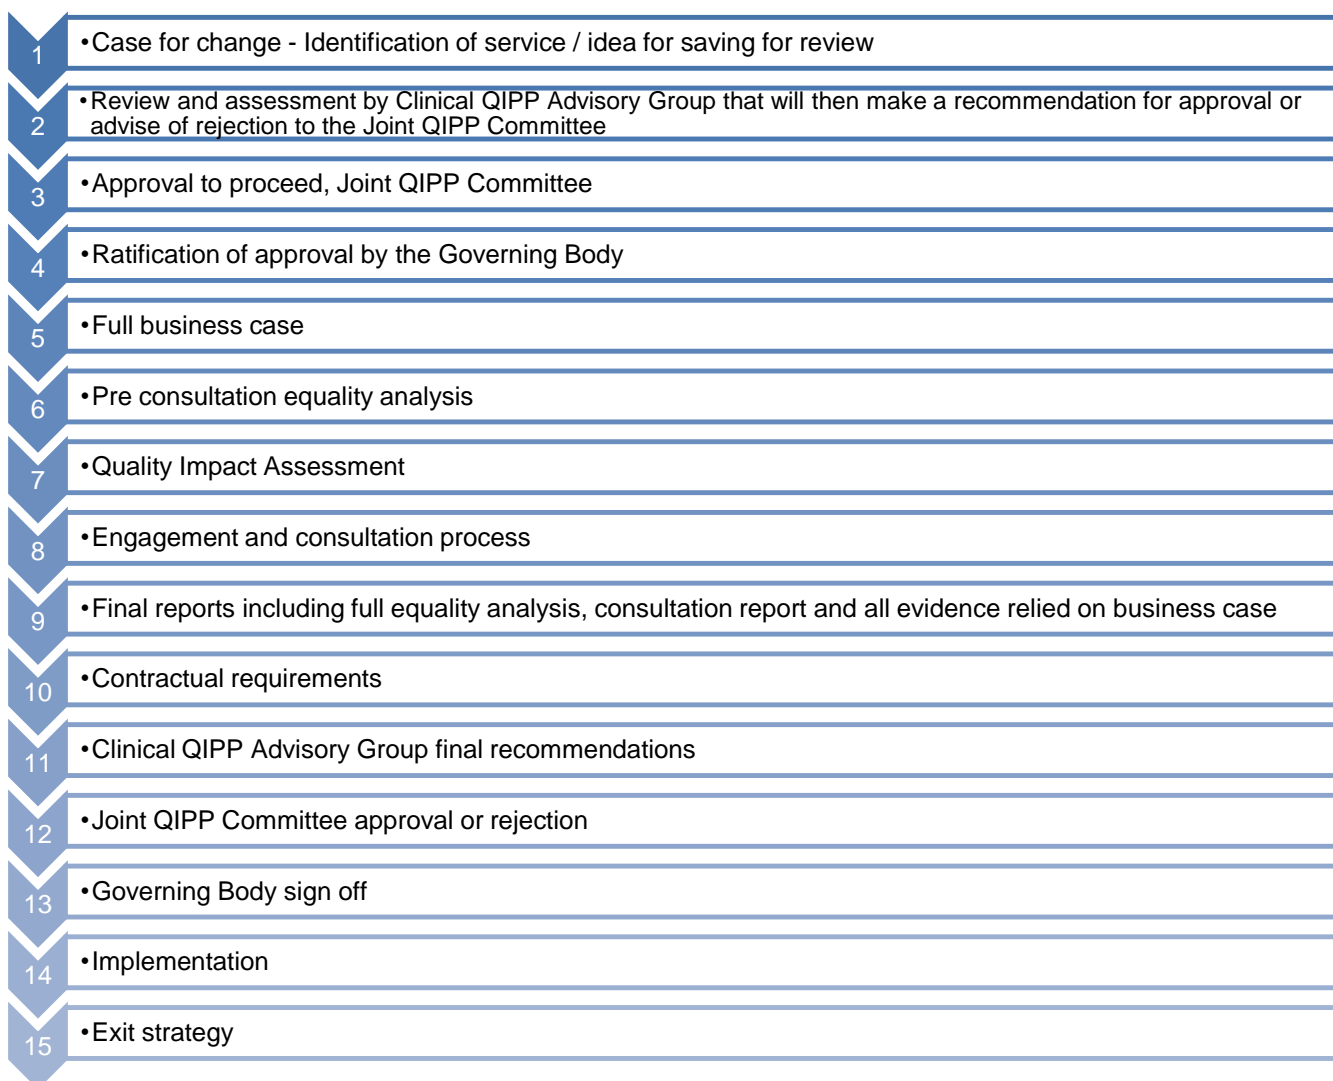 1
•Case for change - Identification of service / idea for saving for review
2
•Review and assessment by Clinical QIPP Advisory Group that will then make a recommendation for approval or
advise of rejection to the Joint QIPP Committee
3
•Approval to proceed, Joint QIPP Committee
4
•Ratification of approval by the Governing Body
5
•Full business case
6
•Pre consultation equality analysis
7
•Quality Impact Assessment
8
•Engagement and consultation process
9
•Final reports including full equality analysis, consultation report and all evidence relied on business case
10
•Contractual requirements
11
•Clinical QIPP Advisory Group final recommendations
12
•Joint QIPP Committee approval or rejection
13
•Governing Body sign off
14
•Implementation
15
•Exit strategy